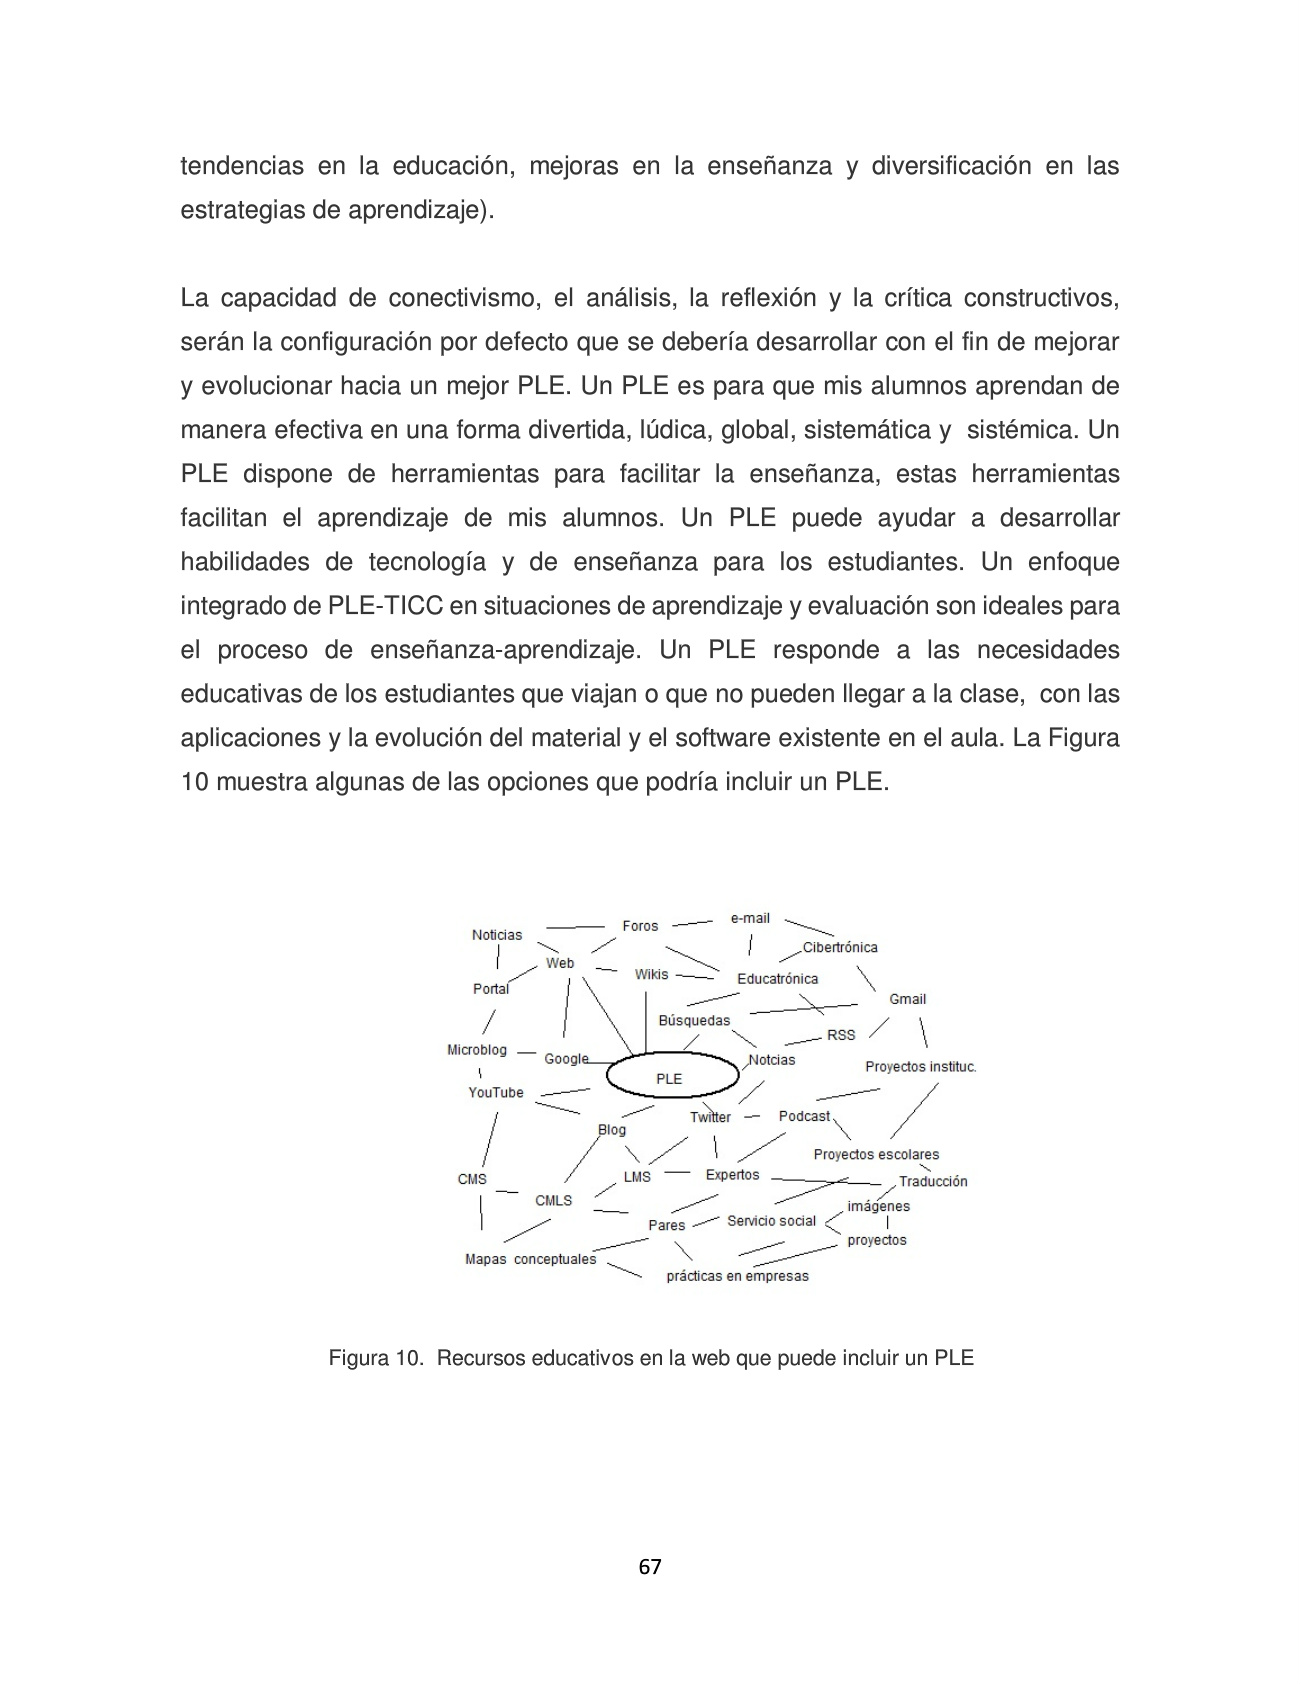 tendencias en la educación, mejoras en la enseñanza y diversificación en las
estrategias de aprendizaje).
La capacidad de conectivismo, el análisis, la reflexión y la crítica constructivos,
serán la configuración por defecto que se debería desarrollar con el fin de mejorar
y evolucionar hacia un mejor PLE. Un PLE es para que mis alumnos aprendan de
manera efectiva en una forma divertida, lúdica, global, sistemática y  sistémica. Un
PLE dispone de herramientas para facilitar la enseñanza, estas herramientas
facilitan el aprendizaje de mis alumnos. Un PLE puede ayudar a desarrollar
habilidades de tecnología y de enseñanza para los estudiantes. Un enfoque
integrado de PLE-TICC en situaciones de aprendizaje y evaluación son ideales para
el proceso de enseñanza-aprendizaje. Un PLE responde a las necesidades
educativas de los estudiantes que viajan o que no pueden llegar a la clase,  con las
aplicaciones y la evolución del material y el software existente en el aula. La Figura
10 muestra algunas de las opciones que podría incluir un PLE.
Noticias
Foros
e-mail
Cibertrónica
Web
Wikis
Educatrónica
Portal
Gmail
Búsquedas
RSS
Microblog
Google
Notcias
Proyectos instituc.
PLE
YouTube
Blog
Twitter
Podcast
Proyectos escolares
CMS
LMS
Expertos
Traducción
CMLS
imágenes
Pares
Servicio social
proyectos
Mapas  conceptuales
prácticas en empresas
Figura 10.  Recursos educativos en la web que puede incluir un PLE
67